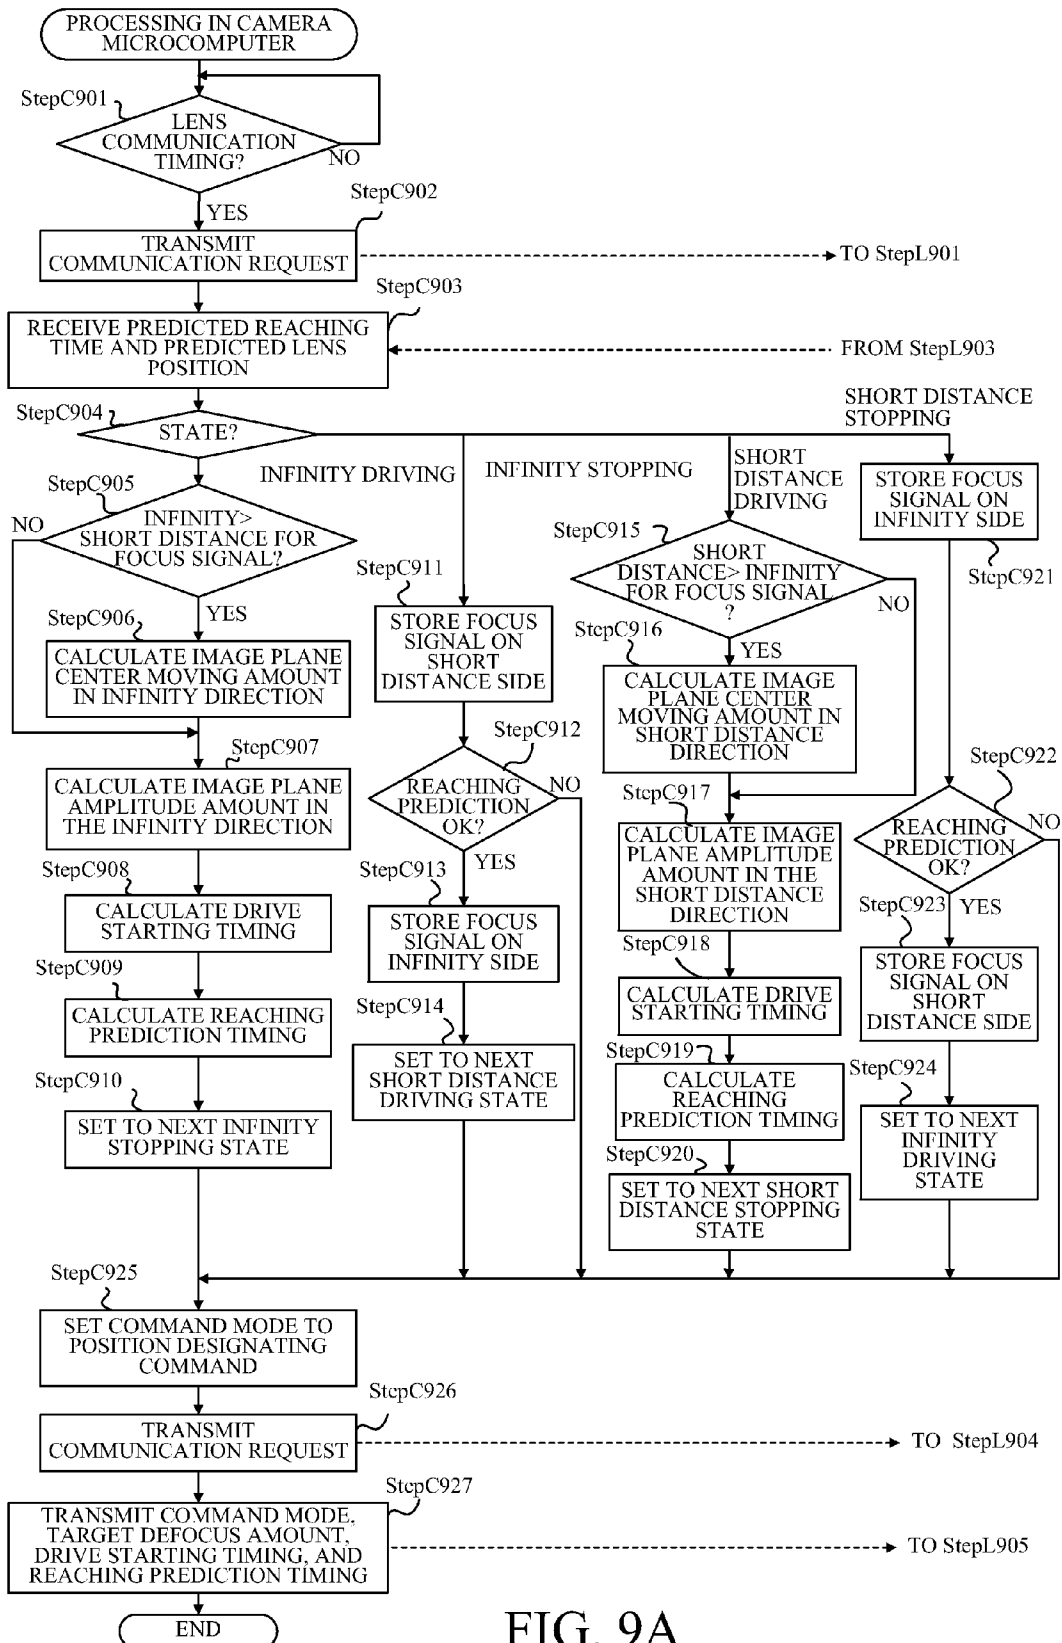 PROCESSING IN CAMERA
MICROCOMPUTER
StepC901
LENS
COMMUNICATION
TIMING?
NO
YES
StepC902
TRANSMIT
COMMUNICATION REQUEST
TO StepL901
StepC903
RECEIVE PREDICTED REACHING
TIME AND PREDICTED LENS
POSITION
FROM StepL903
StepC904
STATE?
INFINITY DRIVING
INFINITY STOPPING
SHORT
DISTANCE
DRIVING
SHORT DISTANCE
STOPPING
StepC905
NO
INFINITY>
SHORT DISTANCE FOR
FOCUS SIGNAL?
YES
StepC906
CALCULATE IMAGE PLANE
CENTER MOVING AMOUNT
IN INFINITY DIRECTION
StepC907
CALCULATE IMAGE PLANE
AMPLITUDE AMOUNT IN
THE INFINITY DIRECTION
StepC908
CALCULATE DRIVE
STARTING TIMING
StepC909
CALCULATE REACHING
PREDICTION TIMING
StepC910
SET TO NEXT INFINITY
STOPPING STATE
StepC911
STORE FOCUS
SIGNAL ON
SHORT
DISTANCE SIDE
StepC912
REACHING
PREDICTION
OK?
NO
YES
StepC913
STORE FOCUS
SIGNAL ON
INFINITY SIDE
StepC914
SET TO NEXT
SHORT DISTANCE
DRIVING STATE
StepC915
SHORT
DISTANCE> INFINITY
FOR FOCUS SIGNAL
?
NO
YES
StepC916
CALCULATE IMAGE
PLANE CENTER
MOVING AMOUNT IN
SHORT DISTANCE
DIRECTION
StepC917
CALCULATE IMAGE
PLANE AMPLITUDE
AMOUNT IN THE
SHORT DISTANCE
DIRECTION
StepC918
CALCULATE DRIVE
STARTING TIMING
StepC919
CALCULATE
REACHING
PREDICTION TIMING
StepC920
SET TO NEXT SHORT
DISTANCE STOPPING
STATE
STORE FOCUS
SIGNAL ON
INFINITY SIDE
StepC921
StepC922
REACHING
PREDICTION
OK?
NO
YES
StepC923
STORE FOCUS
SIGNAL ON
SHORT
DISTANCE SIDE
StepC924
SET TO NEXT
INFINITY
DRIVING
STATE
StepC925
SET COMMAND MODE TO
POSITION DESIGNATING
COMMAND
StepC926
TRANSMIT
COMMUNICATION REQUEST
TO StepL904
StepC927
TRANSMIT COMMAND MODE,
TARGET DEFOCUS AMOUNT,
DRIVE STARTING TIMING, AND
REACHING PREDICTION TIMING
TO StepL905
END
FIG. 9A